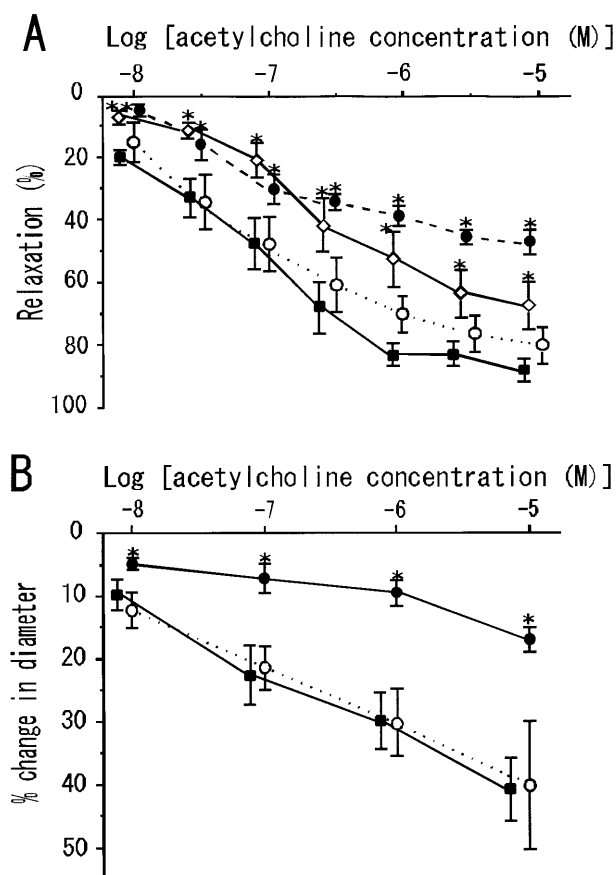 A
Log [acetylcholine concentration (M)]
-8 -7 -6 -5
0
20
40
60
80
100
Relaxation (%)
* * * * * * * * * * * * *
B
Log [acetylcholine concentration (M)]
-8 -7 -6 -5
0
10
20
30
40
50
% change in diameter
* * * *